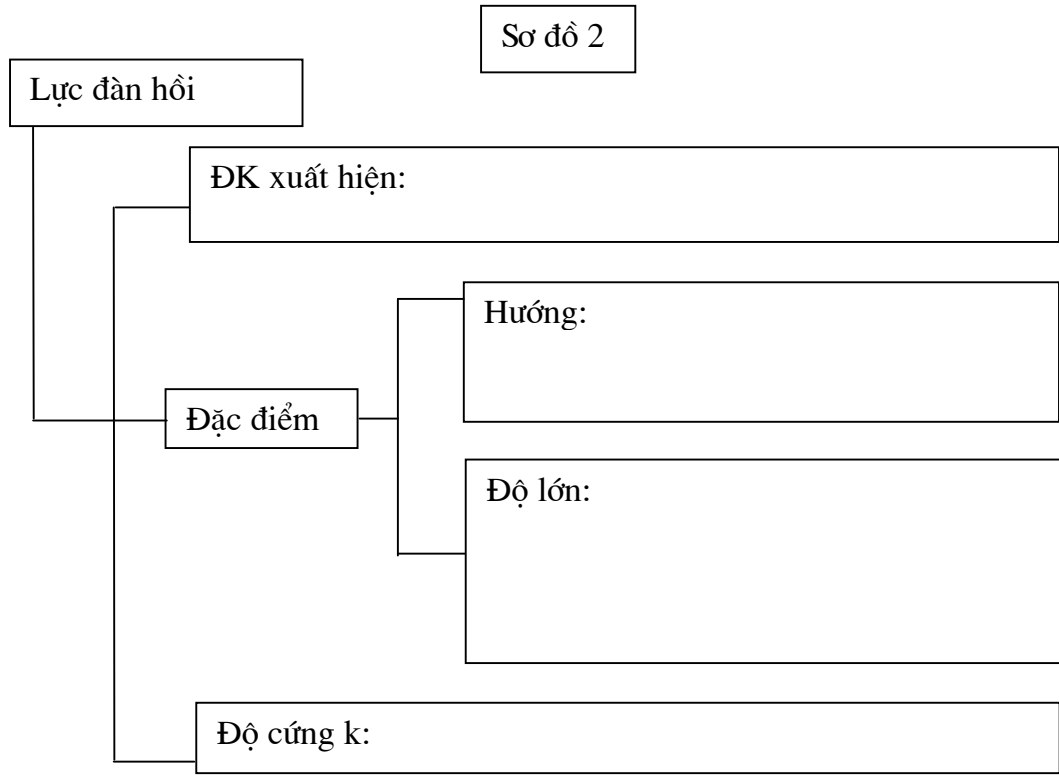 Sơ đồ 2
Lực đàn hồi
ĐK xuất hiện:
Hướng:
Đặc điểm
Độ lớn:
Độ cứng k: